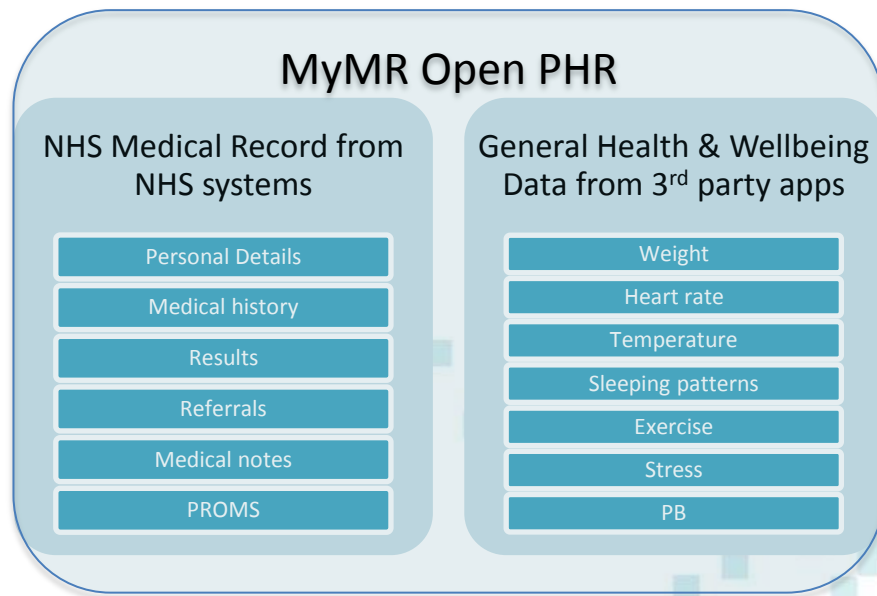 MyMR Open PHR
NHS Medical Record from
NHS systems
Personal Details
Medical history
Results
Referrals
Medical notes
PROMS
General Health & Wellbeing
Data from 3rd party apps
Weight
Heart rate
Temperature
Sleeping patterns
Exercise
Stress
PB